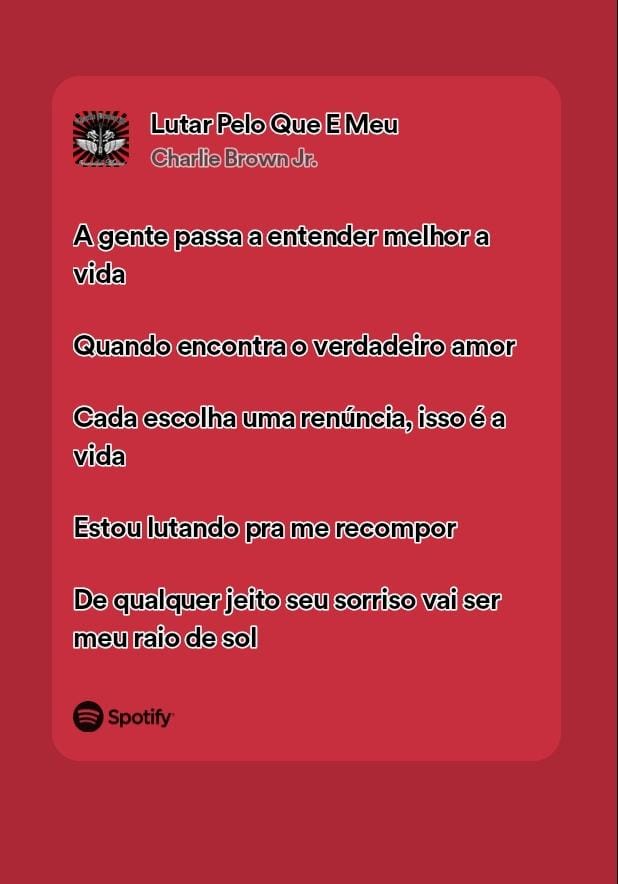 Lutar Pelo Que E Meu
Charlie Brown Jr.
A gente passa a entender melhor a
vida
Quando encontra o verdadeiro amor
Cada escolha uma renúncia, isso é a
vida
Estou lutando pra me recompor
De qualquer jeito seu sorriso vai ser
meu raio de sol
Spotify